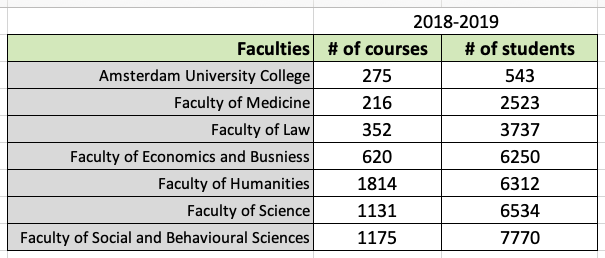 2018-2019
Faculties # of courses # of students
Amsterdam University College 275 543
Faculty of Medicine 216 2523
Faculty of Law 352 3737
Faculty of Economics and Busniess 620 6250
Faculty of Humanities 1814 6312
Faculty of Science 1131 6534
Faculty of Social and Behavioural Sciences 1175 7770